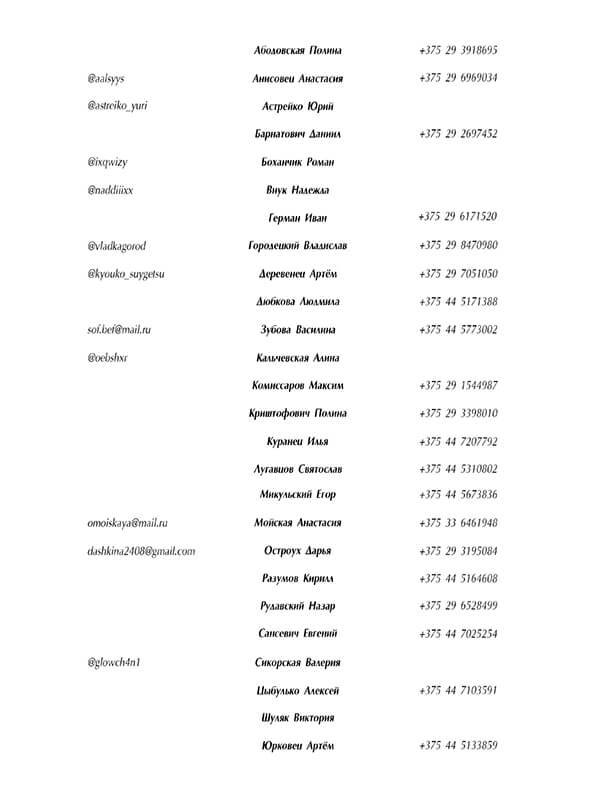 Абодовская Полина +375 29 3918695
@aalsyys Анисовец Анастасия +375 29 6969034
@astreiko_yuri Астрейко Юрий
Барнатович Даниил +375 29 2697452
@ixqwizy Боханчик Роман
@naddiiixx Внук Надежда
Герман Иван +375 29 6171520
@vladkagorod Городецкий Владислав +375 29 8470980
@kyouko_suygetsu Деревенец Артём +375 29 7051050
Дюбкова Людмила +375 44 5171388
sof.bef@mail.ru Зубова Василина +375 44 5773002
@oebshxr Кальчевская Алина
Комиссаров Максим +375 29 1544987
Криштофович Полина +375 29 3398010
Куранец Илья +375 44 7207792
Лугавцов Святослав +375 44 5310802
Микульский Егор +375 44 5673836
omoiskaya@mail.ru Мойская Анастасия +375 33 6461948
dashkina2408@gmail.com Остроух Дарья +375 29 3195084
Разумов Кирилл +375 44 5164608
Рудавский Назар +375 29 6528499
Сансевич Евгений +375 44 7025254
@glowch4n1 Сикорская Валерия
Цыбулько Алексей +375 44 7103591
Шуляк Виктория
Юрковец Артём +375 44 5133859